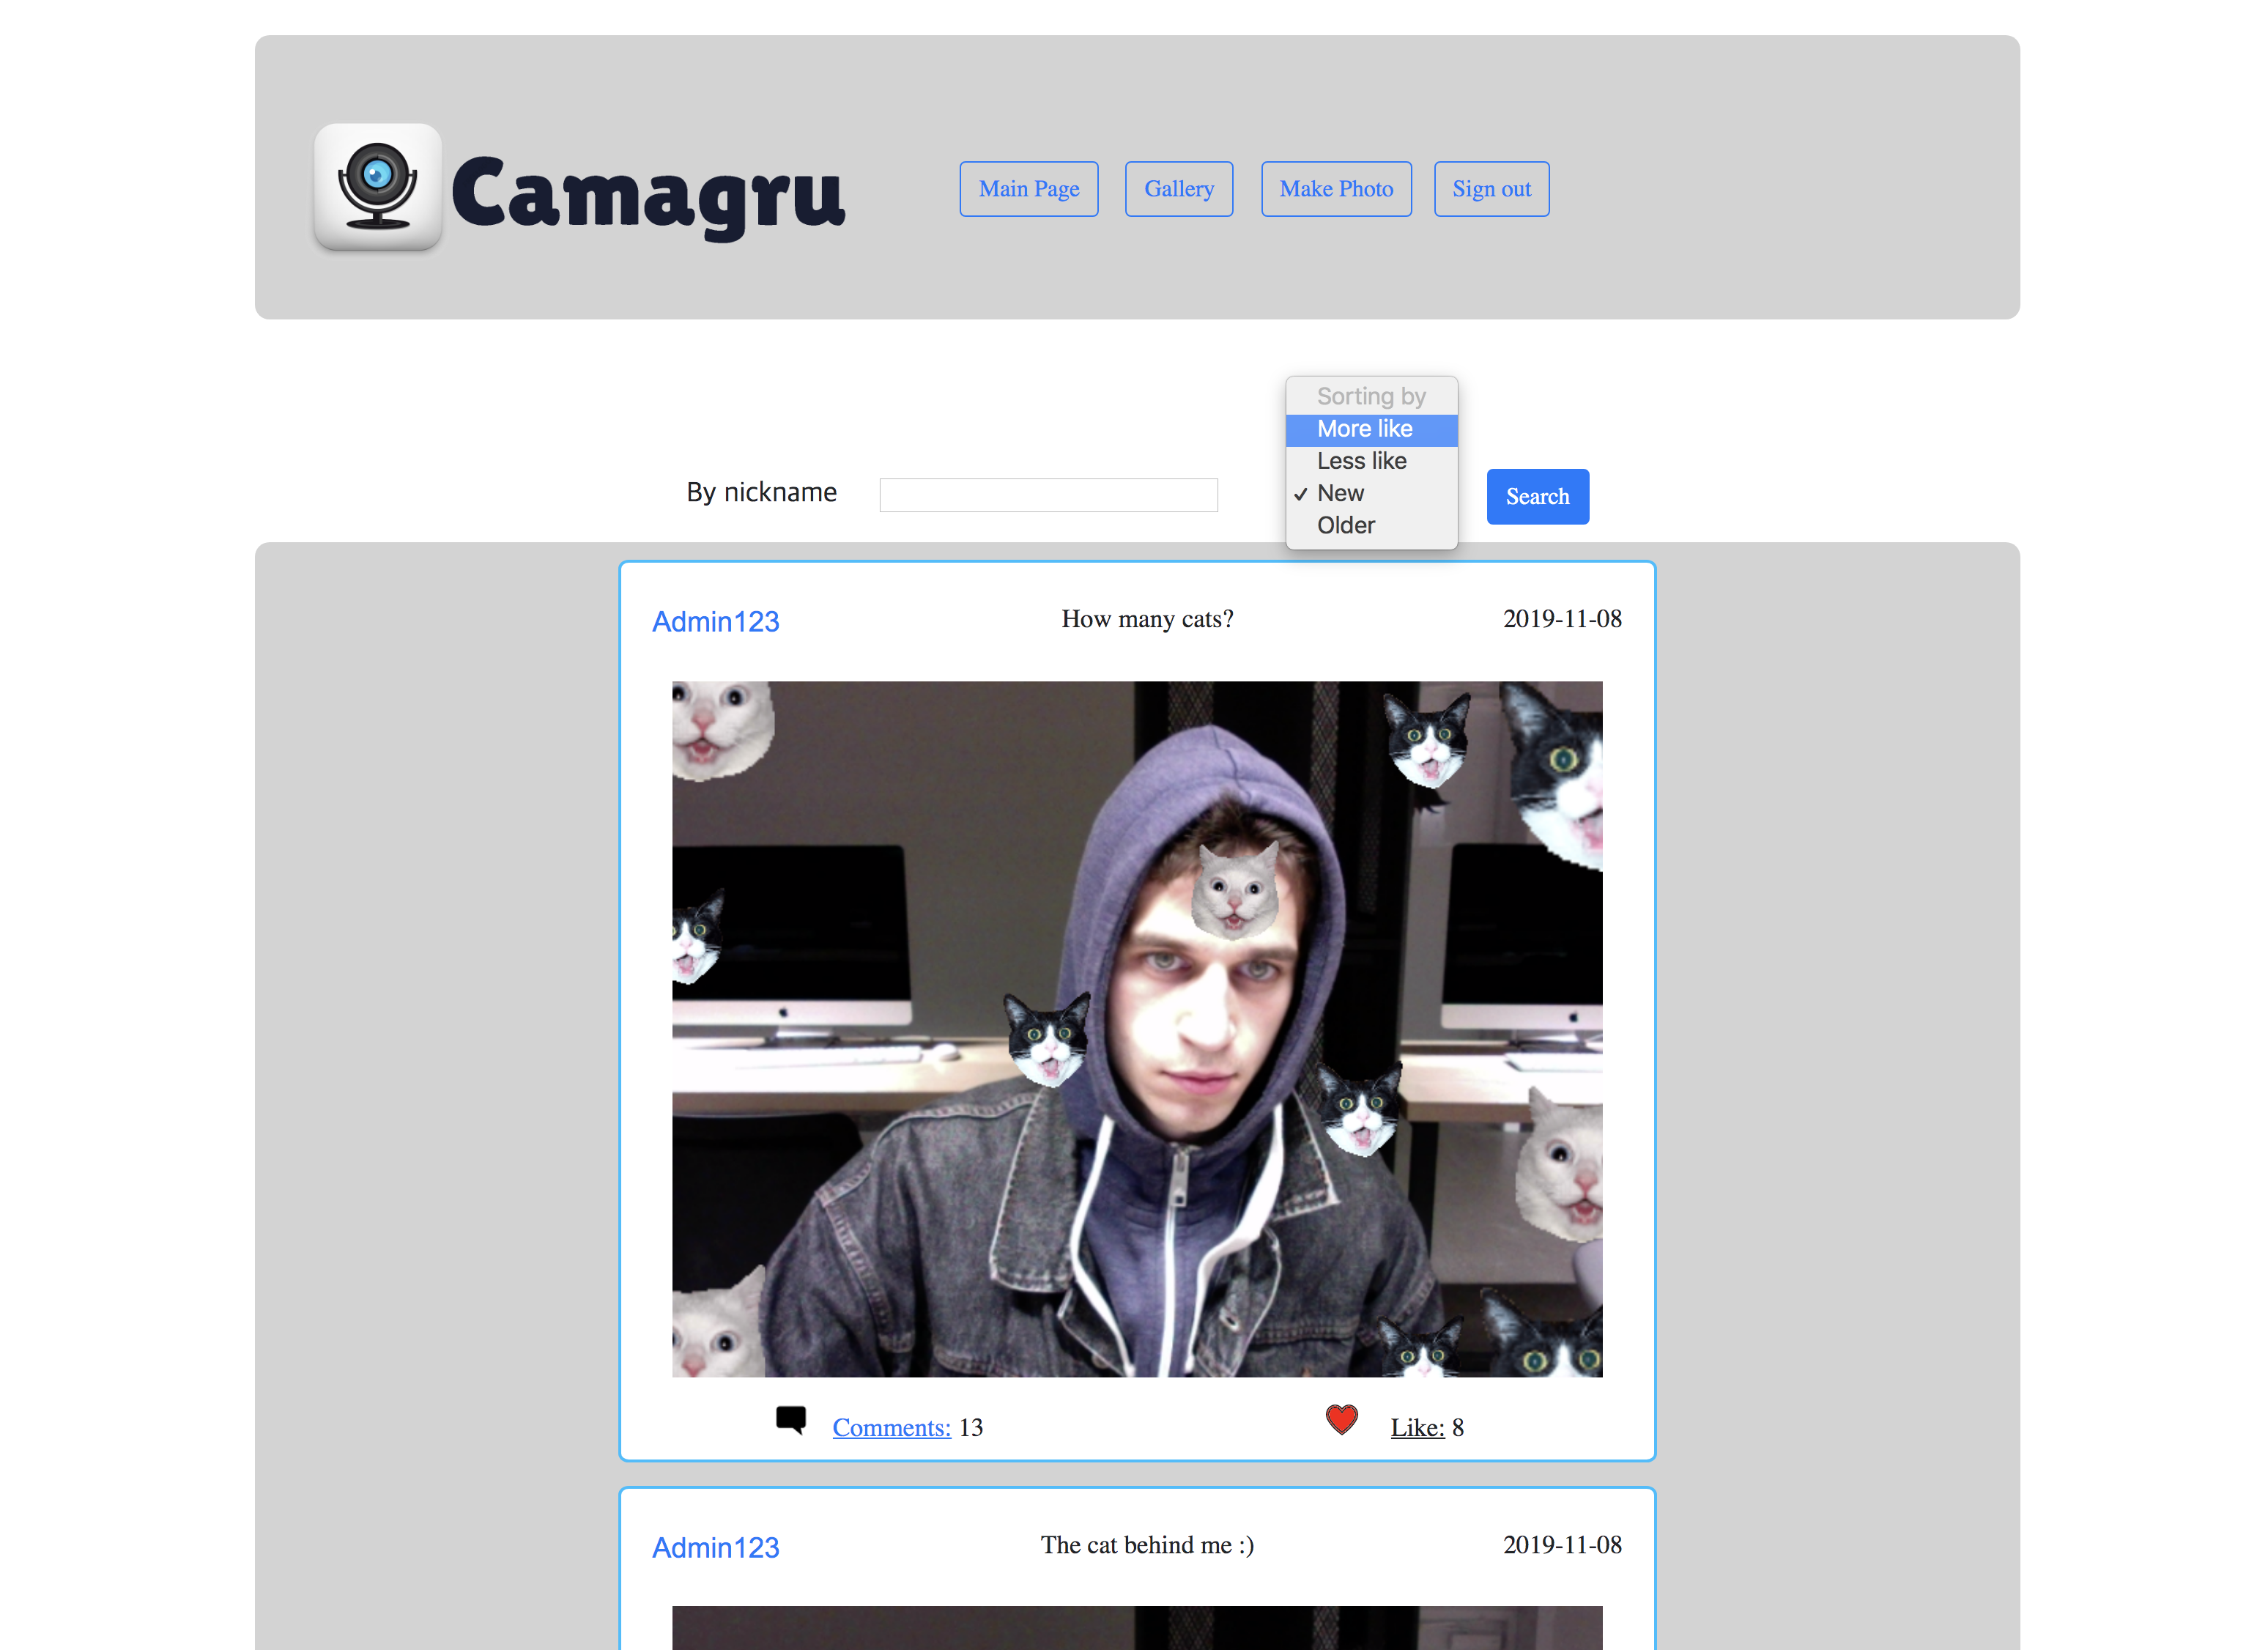 Camagru
Main Page
Gallery
Make Photo
Sign out
Sorting by
More like
Less like
✓ New
Older
By nickname
Search
Admin123
How many cats?
2019-11-08
Comments: 13
Like: 8
Admin123
The cat behind me :)
2019-11-08